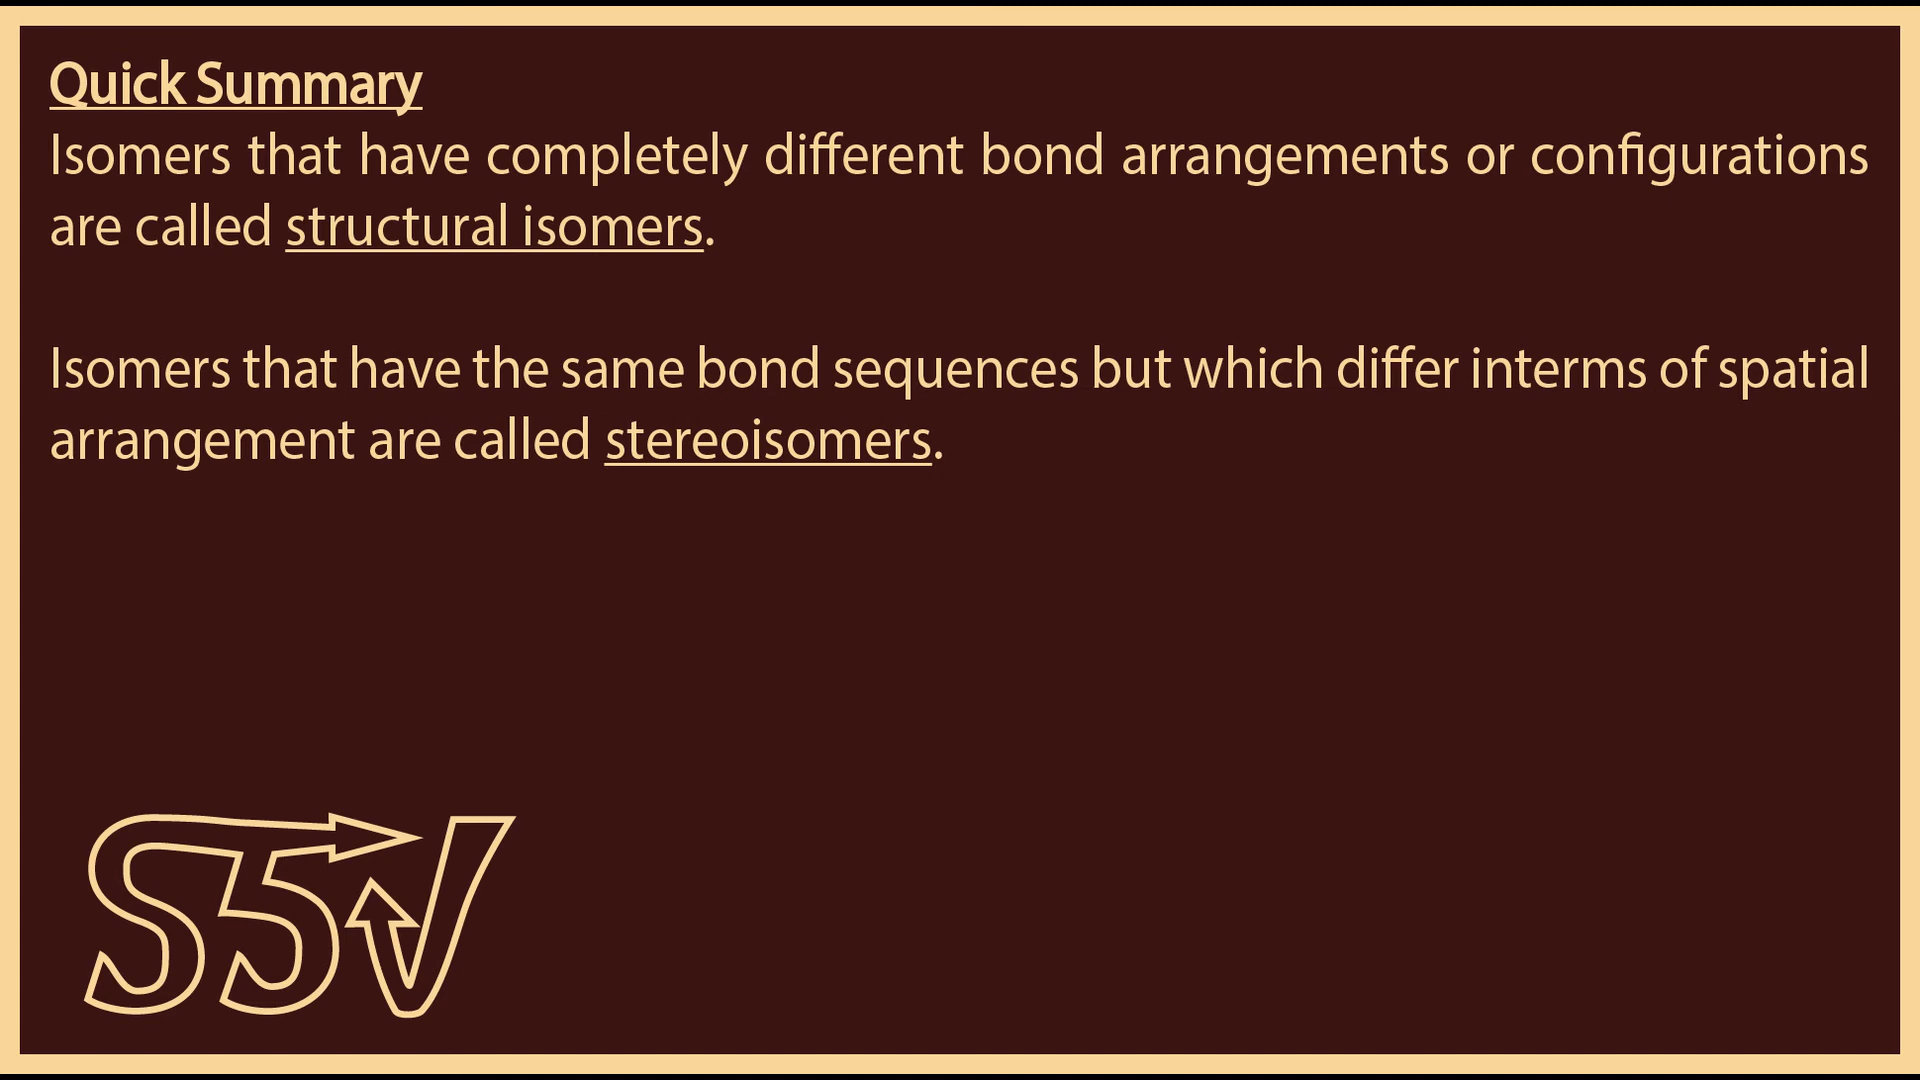 Quick Summary
Isomers that have completely different bond arrangements or configurations
are called structural isomers.
Isomers that have the same bond sequences but which differ interms of spatial
arrangement are called stereoisomers.
S5V